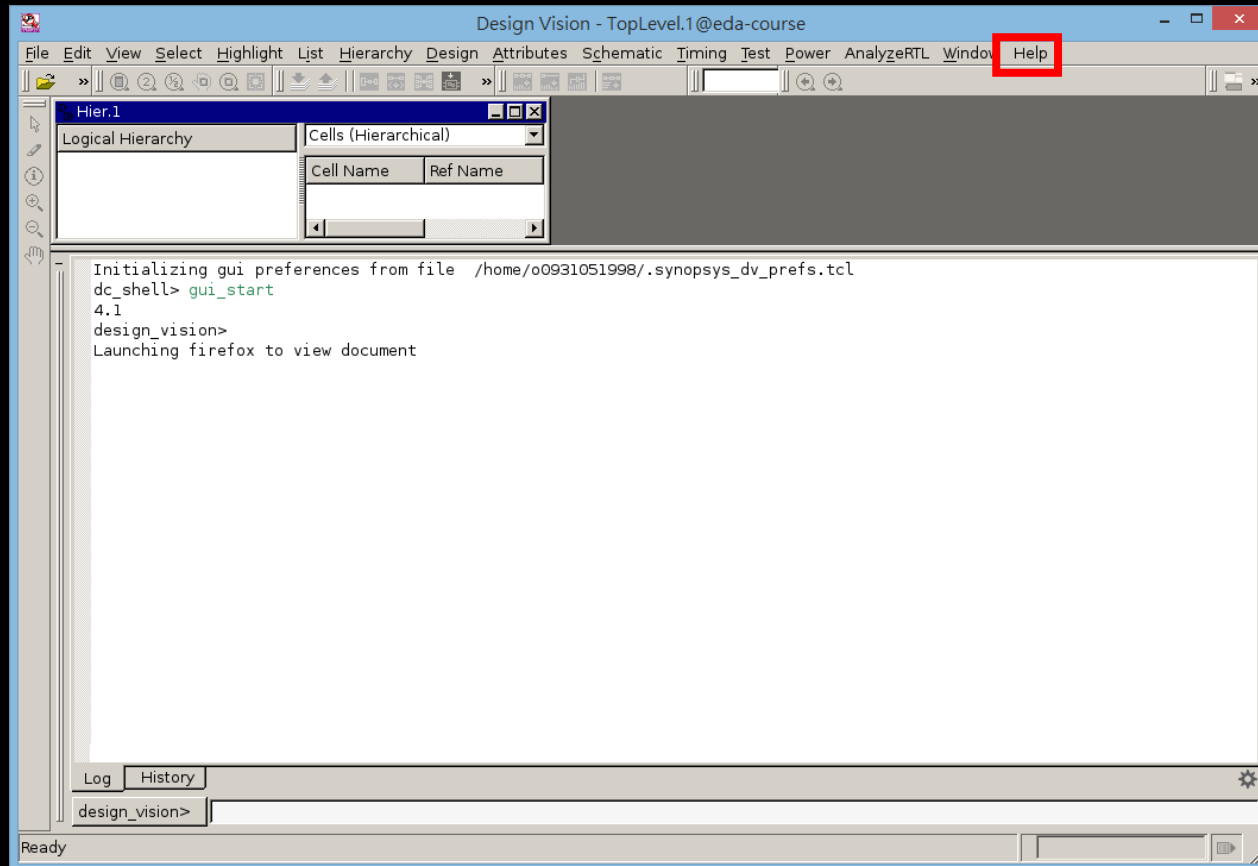 Design Vision - TopLevel.1@eda-course
File Edit View Select Highlight List Hierarchy Design Attributes Schematic Timing Test Power AnalyzeRTL Window Help
Hier.1
Logical Hierarchy
Cells (Hierarchical)
Cell Name Ref Name
Initializing gui preferences from file /home/o0931051998/.synopsys_dv_prefs.tcl
dc_shell> gui_start
4.1
design_vision>
Launching firefox to view document
Log History
design_vision>
Ready